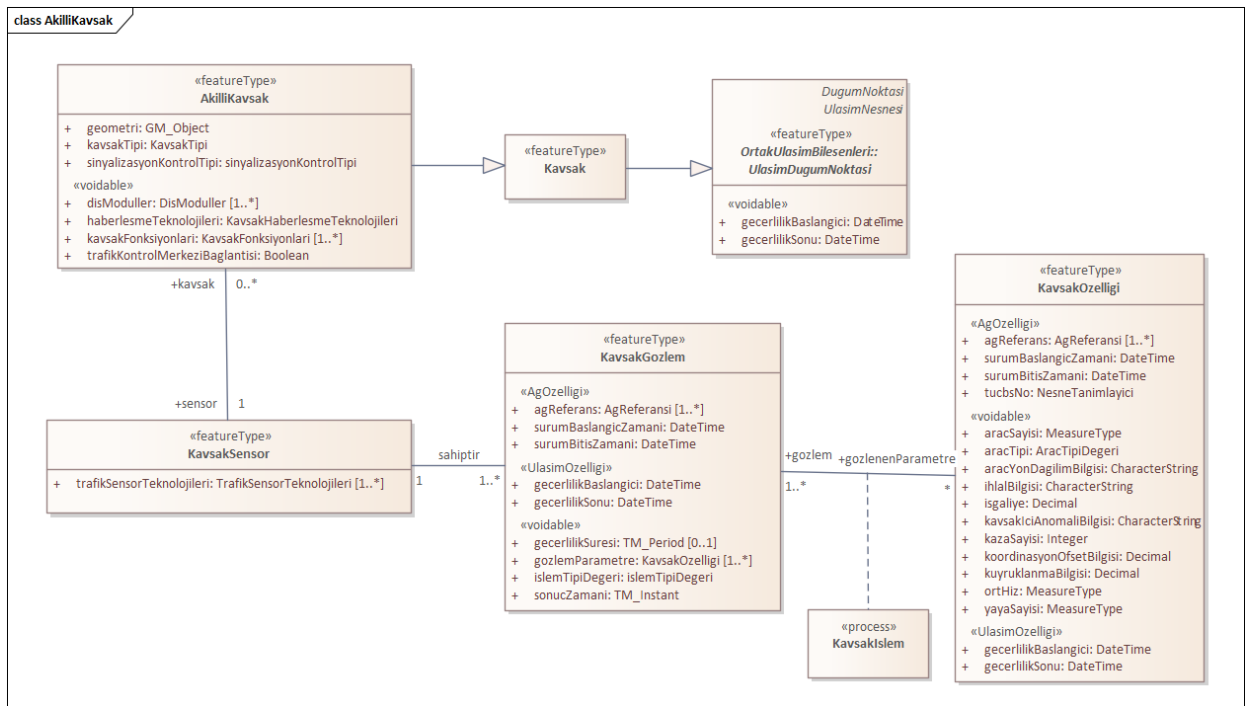 class AkilliKavsak
«featureType»
AkilliKavsak
+ geometri: GM_Object
+ kavsakTipi: KavsakTipi
+ sinyalizasyonKontrolTipi: sinyalizasyonKontrolTipi
«voidable»
+ disModuller: DisModuller [1..*]
+ haberlesmeTeknolojileri: KavsakHaberlesmeTeknolojileri
+ kavsakFonksiyonlari: KavsakFonksiyonlari [1..*]
+ trafikKontrolMerkeziBaglantisi: Boolean
«featureType»
Kavsak
DugumNoktasi
UlasimNesnesi
«featureType»
OrtakUlasimBilesenleri::
UlasimDugumNoktasi
«voidable»
+ gecerlilikBaslangici: DateTime
+ gecerlilikSonu: DateTime
+kavsak 0..*
+sensor 1
«featureType»
KavsakSensor
+ trafikSensorTeknolojileri: TrafikSensorTeknolojileri [1..*]
sahiptir
1 1..*
«featureType»
KavsakGozlem
«AgOzelligi»
+ agReferans: AgReferansi [1..*]
+ surumBaslangicZamani: DateTime
+ surumBitisZamani: DateTime
«UlasimOzelligi»
+ gecerlilikBaslangici: DateTime
+ gecerlilikSonu: DateTime
«voidable»
+ gecerlilikSuresi: TM_Period [0..1]
+ gozlemParametre: KavsakOzelligi [1..*]
+ islemTipiDegeri: islemTipiDegeri
+ sonucZamani: TM_Instant
+gozlem +gozlenenParametre
1..* *
«process»
KavsakIslem
«featureType»
KavsakOzelligi
«AgOzelligi»
+ agReferans: AgReferansi [1..*]
+ surumBaslangicZamani: DateTime
+ surumBitisZamani: DateTime
+ tucbsNo: NesneTanimlayici
«voidable»
+ aracSayisi: MeasureType
+ aracTipi: AracTipiDegeri
+ aracYonDagilimBilgisi: CharacterString
+ ihlalBilgisi: CharacterString
+ isgaliye: Decimal
+ kavsakIciAnomaliBilgisi: CharacterString
+ kazaSayisi: Integer
+ koordinasyonOfsetBilgisi: Decimal
+ kuyruklanmaBilgisi: Decimal
+ ortHiz: MeasureType
+ yayaSayisi: MeasureType
«UlasimOzelligi»
+ gecerlilikBaslangici: DateTime
+ gecerlilikSonu: DateTime